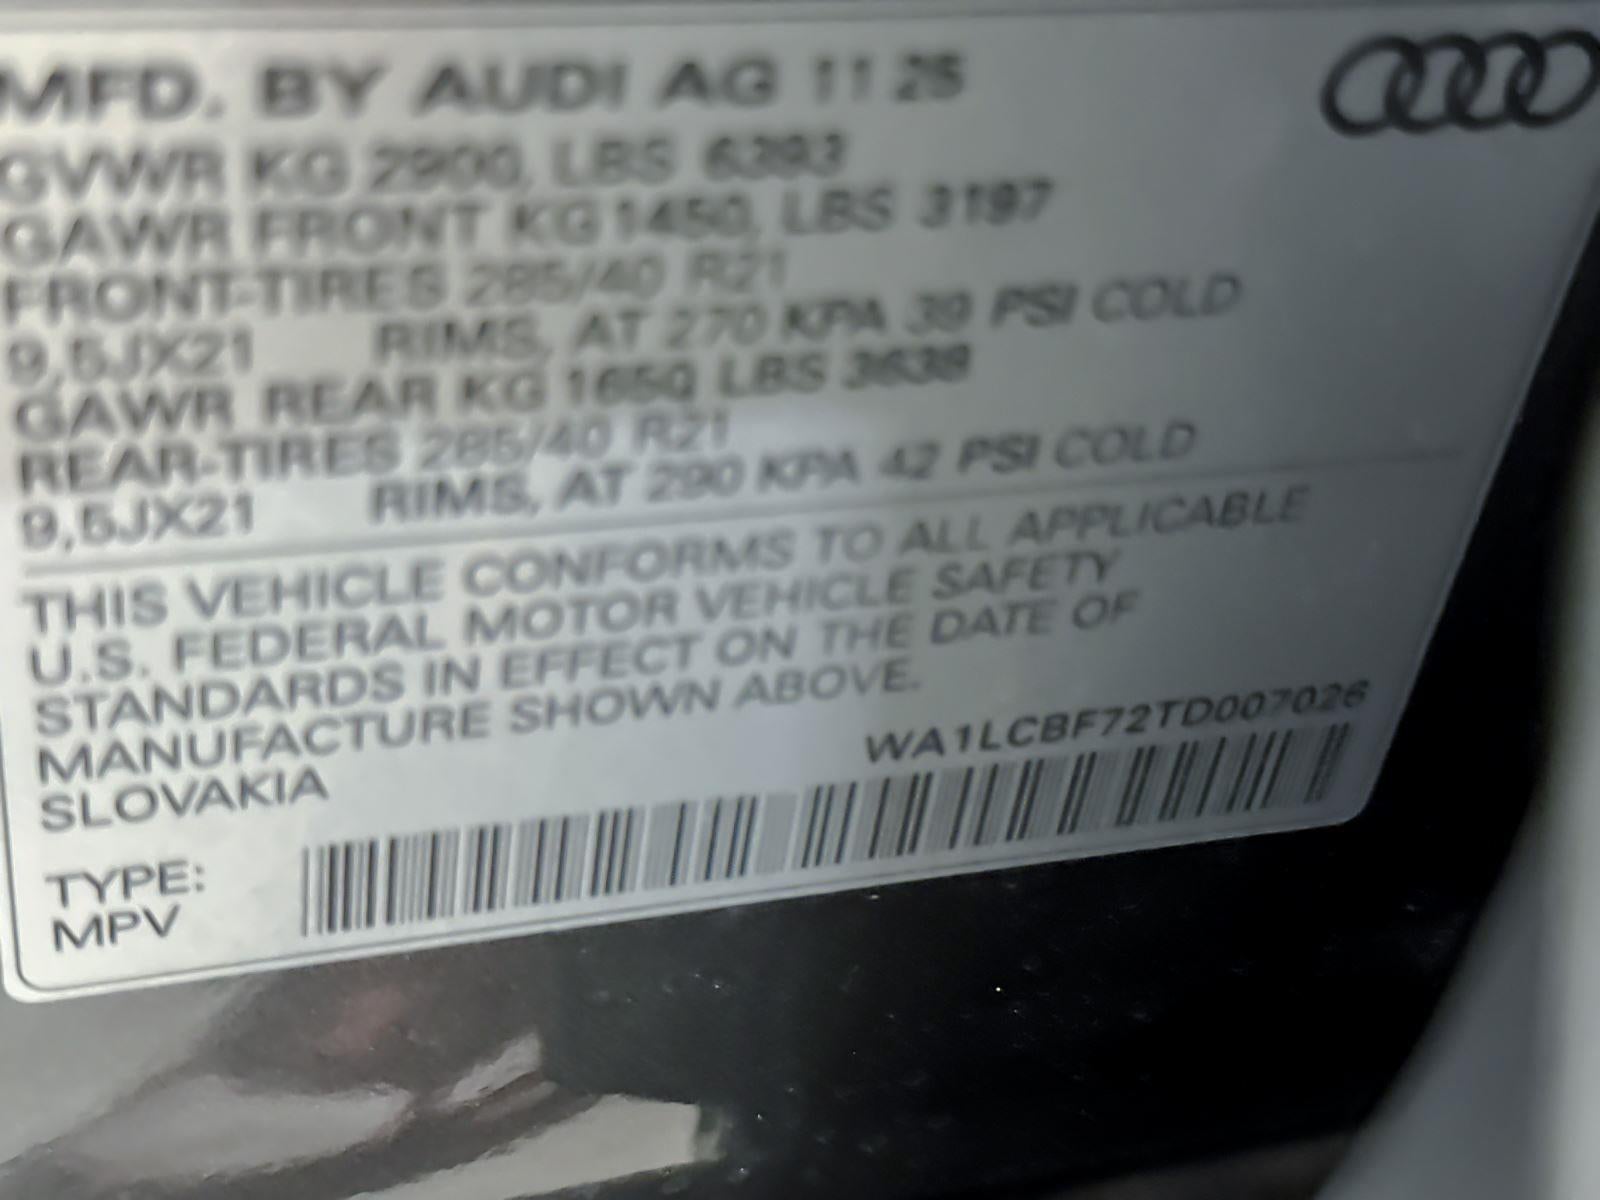 MFD. BY AUDI AG 11 25
GVWR KG 2900, LBS 6393
GAWR FRONT KG 1450, LBS 3197
FRONT-TIRES 285/40 R21
9,5JX21 RIMS, AT 270 KPA 39 PSI COLD
GAWR REAR KG 1650 LBS 3638
REAR-TIRES 285/40 R21
9,5JX21 RIMS, AT 290 KPA 42 PSI COLD
THIS VEHICLE CONFORMS TO ALL APPLICABLE
U.S. FEDERAL MOTOR VEHICLE SAFETY
STANDARDS IN EFFECT ON THE DATE OF
MANUFACTURE SHOWN ABOVE.
SLOVAKIA
WA1LCBF72TD007026
TYPE:
MPV